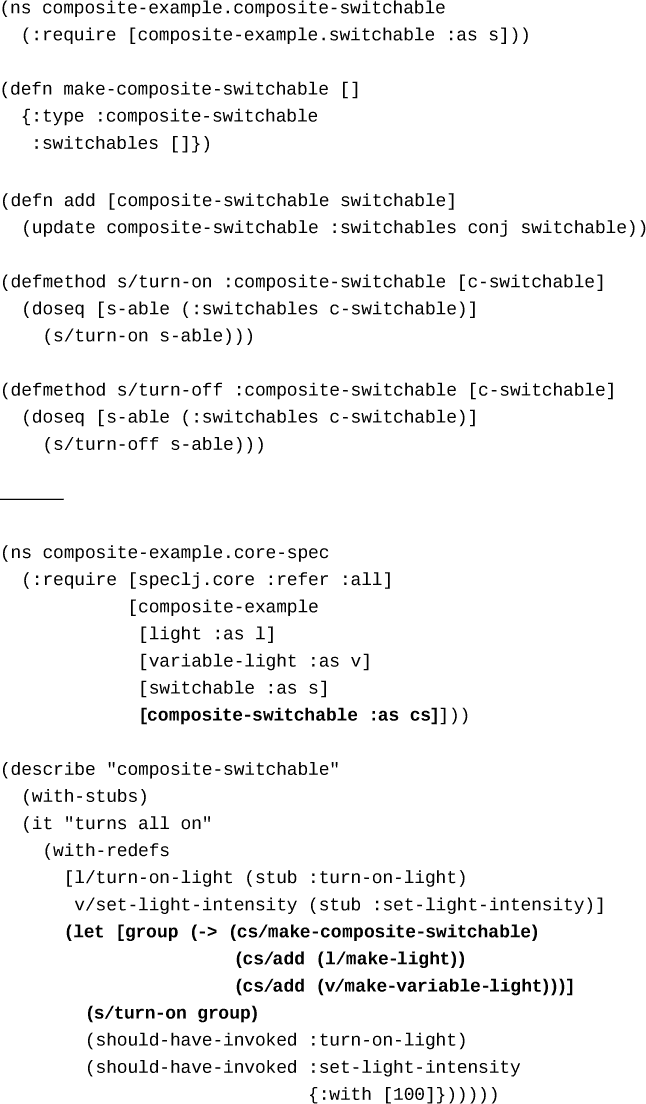 (ns composite-example.composite-switchable
  (:require [composite-example.switchable :as s]))

(defn make-composite-switchable []
  {:type :composite-switchable
   :switchables []})

(defn add [composite-switchable switchable]
  (update composite-switchable :switchables conj switchable))

(defmethod s/turn-on :composite-switchable [c-switchable]
  (doseq [s-able (:switchables c-switchable)]
    (s/turn-on s-able)))

(defmethod s/turn-off :composite-switchable [c-switchable]
  (doseq [s-able (:switchables c-switchable)]
    (s/turn-off s-able)))

(ns composite-example.core-spec
  (:require [speclj.core :refer :all]
            [composite-example
             [light :as l]
             [variable-light :as v]
             [switchable :as s]
             [composite-switchable :as cs]]))

(describe "composite-switchable"
  (with-stubs)
  (it "turns all on"
    (with-redefs
      [l/turn-on-light (stub :turn-on-light)
       v/set-light-intensity (stub :set-light-intensity)]
      (let [group (-> (cs/make-composite-switchable)
                      (cs/add (l/make-light))
                      (cs/add (v/make-variable-light)))]
        (s/turn-on group)
        (should-have-invoked :turn-on-light)
        (should-have-invoked :set-light-intensity
                             {:with [100]})))))